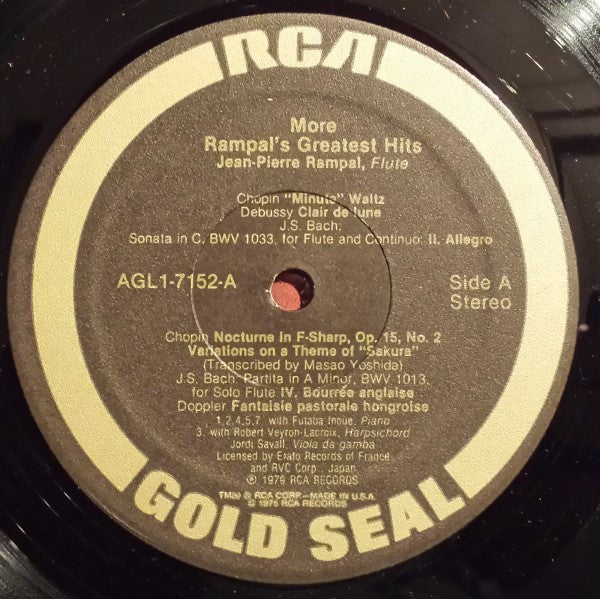 RCA
More
Rampal's Greatest Hits
Jean-Pierre Rampal, Flute
Chopin "Minute" Waltz
Debussy Clair de lune
J.S. Bach.
Sonata in C. BWV 1033, for Flute and Continuo: II. Allegro
AGL1-7152-A
Side A
Stereo
Chopin Nocturne in F-Sharp, Op. 15, No. 2
Variations on a Theme of "Sakura"
(Transcribed by Masao Yoshida)
J.S. Bach: Partita in A Minor, BWV 1013,
for Solo Flute IV. Bourrée anglaise
Doppler Fantaisie pastorale hongroise
1,2,4,5,7 with Futaba Inoue, Piano
3. with Robert Veyron-Lacroix, Harpsichord
Jordi Savall, Viola da gamba
Licensed by Erato Records of France
and RVC Corp., Japan
℗ 1979 RCA RECORDS
TM(s) ® RCA CORP—MADE IN U.S.A.
© 1975 RCA RECORDS
GOLD SEAL